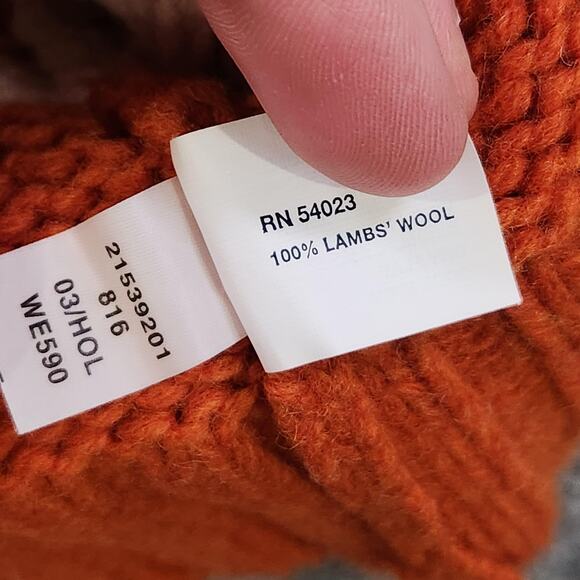 RN 54023
100% LAMBS' WOOL
21539201
816
03/HOL
WE590